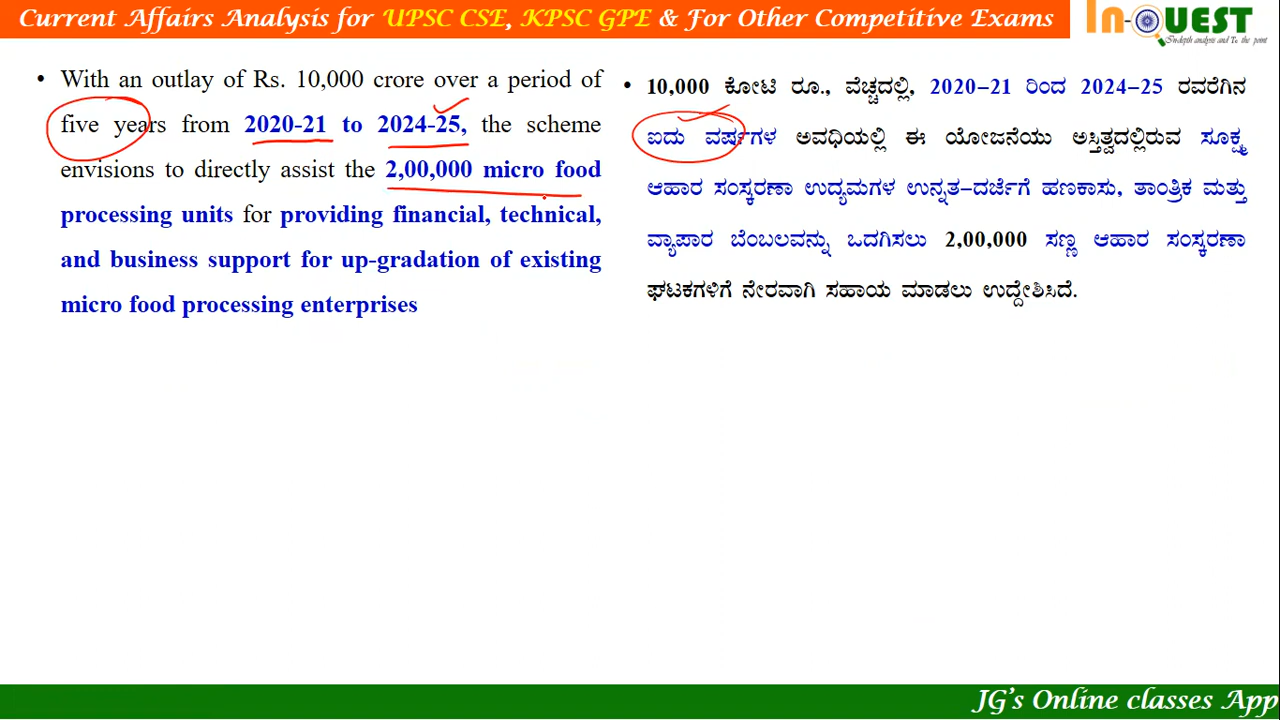 Current Affairs Analysis for UPSC CSE, KPSC GPE & For Other Competitive Exams
In-QUEST
In-depth analysis and To the point
• With an outlay of Rs. 10,000 crore over a period of
five years from 2020-21 to 2024-25, the scheme
envisions to directly assist the 2,00,000 micro food
processing units for providing financial, technical,
and business support for up-gradation of existing
micro food processing enterprises
• 10,000 ಕೋಟಿ ರೂ., ವೆಚ್ಚದಲ್ಲಿ, 2020–21 ರಿಂದ 2024–25 ರವರೆಗಿನ
ಐದು ವರ್ಷಗಳ ಅವಧಿಯಲ್ಲಿ ಈ ಯೋಜನೆಯು ಅಸ್ತಿತ್ವದಲ್ಲಿರುವ ಸೂಕ್ಷ್ಮ
ಆಹಾರ ಸಂಸ್ಕರಣಾ ಉದ್ಯಮಗಳ ಉನ್ನತ–ದರ್ಜೆಗೆ ಹಣಕಾಸು, ತಾಂತ್ರಿಕ ಮತ್ತು
ವ್ಯಾಪಾರ ಬೆಂಬಲವನ್ನು ಒದಗಿಸಲು 2,00,000 ಸಣ್ಣ ಆಹಾರ ಸಂಸ್ಕರಣಾ
ಘಟಕಗಳಿಗೆ ನೇರವಾಗಿ ಸಹಾಯ ಮಾಡಲು ಉದ್ದೇಶಿಸಿದೆ.
JG's Online classes App